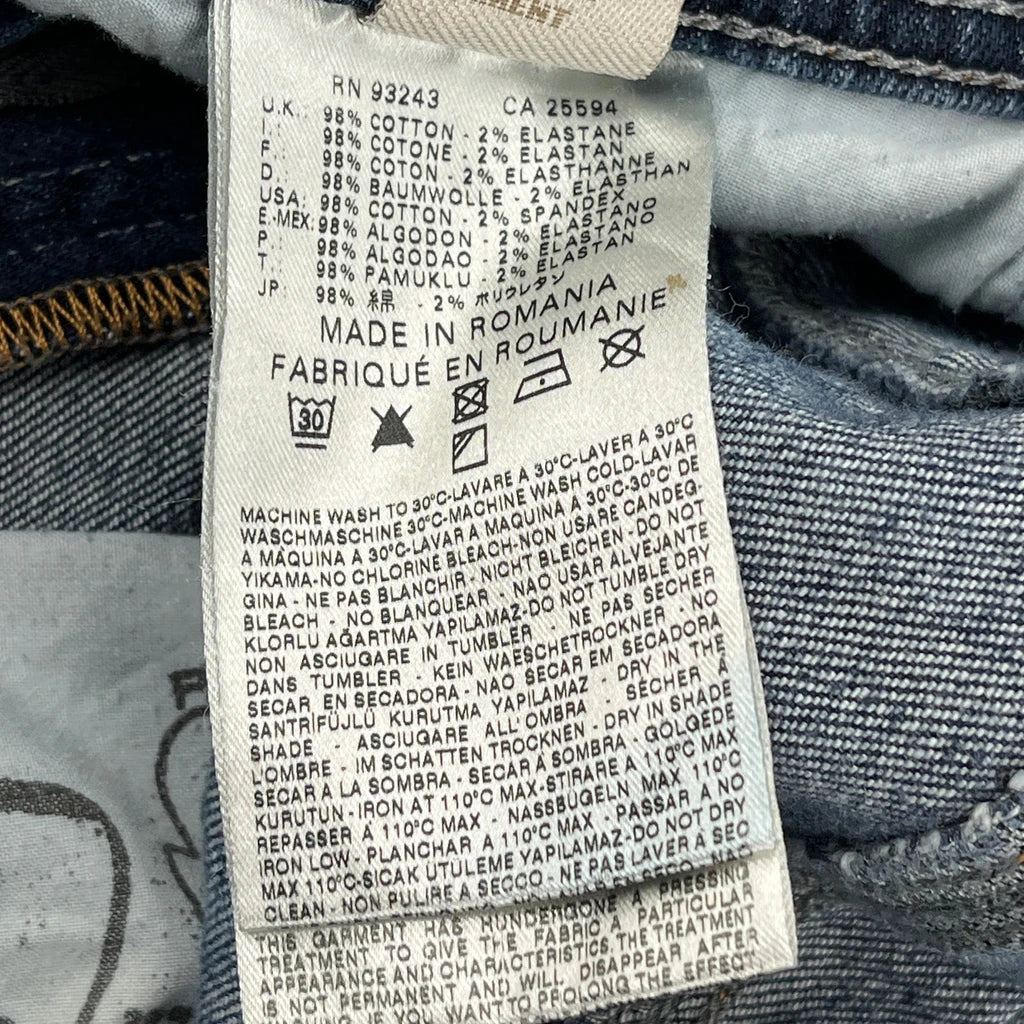 RN 93243 CA 25594
U.K.: 98% COTTON - 2% ELASTANE
I.: 98% COTONE - 2% ELASTAN
F.: 98% COTON - 2% ELASTHANNE
D.: 98% BAUMWOLLE - 2% ELASTHAN
USA: 98% COTTON - 2% SPANDEX
E.-MEX: 98% ALGODON - 2% ELASTANO
P.: 98% ALGODAO - 2% ELASTANO
T.: 98% PAMUKLU - 2% ELASTAN
JP: 98% 綿 - 2% ポリウレタン
MADE IN ROMANIA
FABRIQUÉ EN ROUMANIE
30
MACHINE WASH TO 30°C-LAVARE A 30°C-LAVER A 30°C
WASCHMASCHINE 30°C-MACHINE WASH COLD-LAVAR
A MÁQUINA A 30°C-LAVAR A MAQUINA A 30°C-30°C' DE
YIKAMA-NO CHLORINE BLEACH-NON USARE CANDEG-
GINA - NE PAS BLANCHIR - NICHT BLEICHEN - DO NOT
BLEACH - NO BLANQUEAR - NAO USAR ALVEJANTE
KLORLU AĞARTMA YAPILAMAZ-DO NOT TUMBLE DRY
NON ASCIUGARE IN TUMBLER - NE PAS SECHER
DANS TUMBLER - KEIN WAESCHETROCKNER - NO
SECAR EN SECADORA - NAO SECAR EM SECADORA
SANTRİFÜJLÜ KURUTMA YAPILAMAZ - DRY IN THE
SHADE - ASCIUGARE ALL'OMBRA - SÉCHER À
L'OMBRE - IM SCHATTEN TROCKNEN - DRY IN SHADE
SECAR A LA SOMBRA - SECAR Á SOMBRA - GOLGEDE
KURUTUN - IRON AT 110°C MAX-STIRARE A 110°C MAX
REPASSER A 110°C MAX - NASSBÜGELN MAX 110°C
IRON LOW - PLANCHAR A 110°C MAX - PASSAR A NO
MAX 110°C-SICAK UTULEME YAPILAMAZ-DO NOT DRY
CLEAN - NON PULIRE A SECCO. NE PAS LAVER À SEC
THIS GARMENT HAS HUNDERGONE A PRESSING
TREATMENT TO GIVE THE FABRIC A PARTICULAR
APPEARANCE AND CHARACTERISTICS. THE TREATMENT
IS NOT PERMANENT AND WILL DISAPPEAR AFTER
IF YOU WANT TO PROLONG THE EFFECT